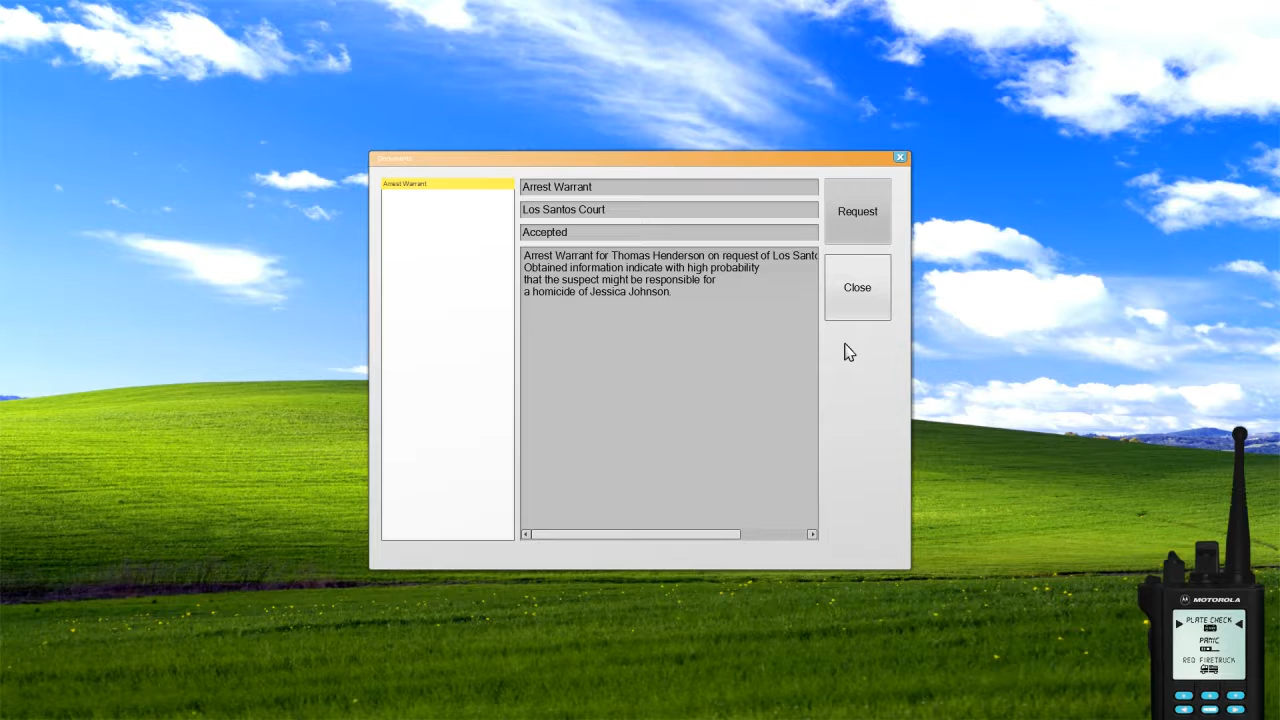 Documents
Arrest Warrant
Arrest Warrant
Los Santos Court
Accepted
Arrest Warrant for Thomas Henderson on request of Los Santo
Obtained information indicate with high probability
that the suspect might be responsible for
a homicide of Jessica Johnson.
Request
Close
MOTOROLA
PLATE CHECK
PANIC
REQ FIRETRUCK